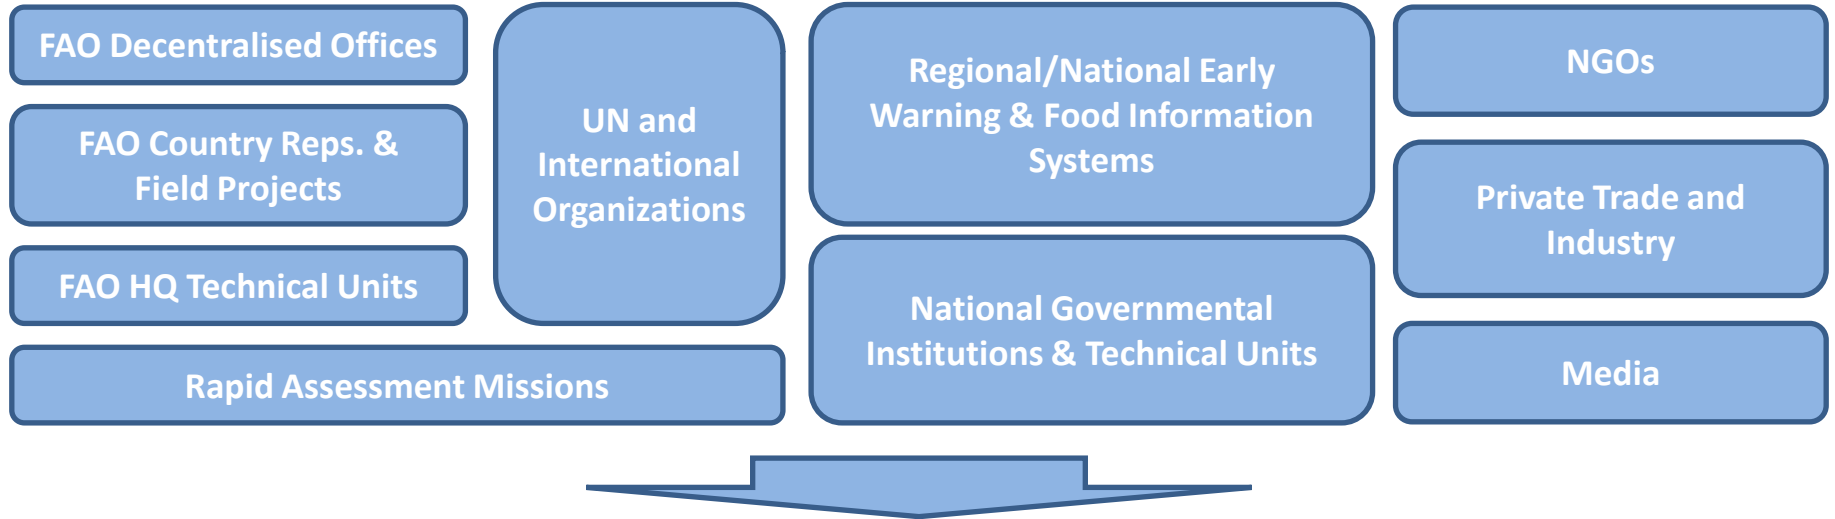 FAO Decentralised Offices
FAO Country Reps. &
Field Projects
FAO HQ Technical Units
Rapid Assessment Missions
UN and
International
Organizations
Regional/National Early
Warning & Food Information
Systems
National Governmental
Institutions & Technical Units
NGOs
Private Trade and
Industry
Media